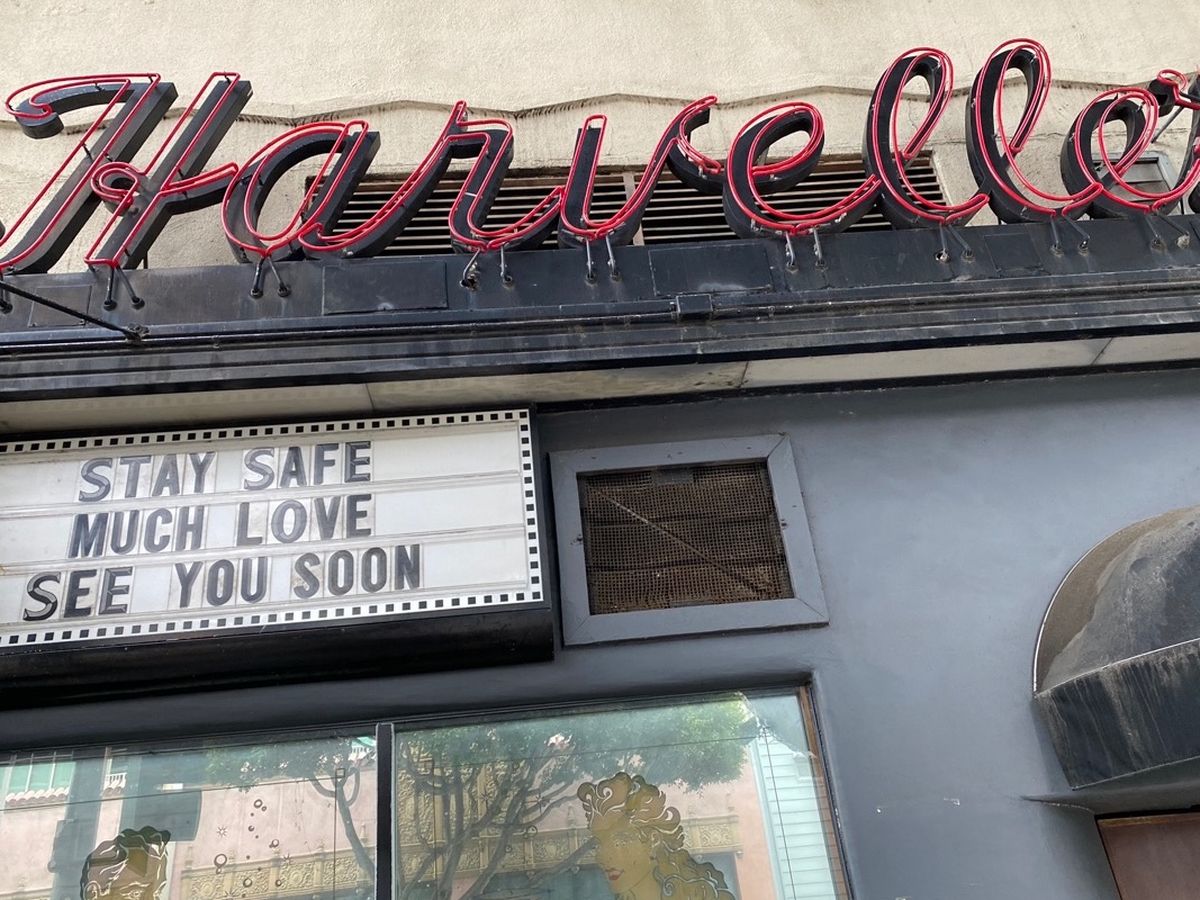 Harvelle
STAY SAFE
MUCH LOVE
SEE YOU SOON